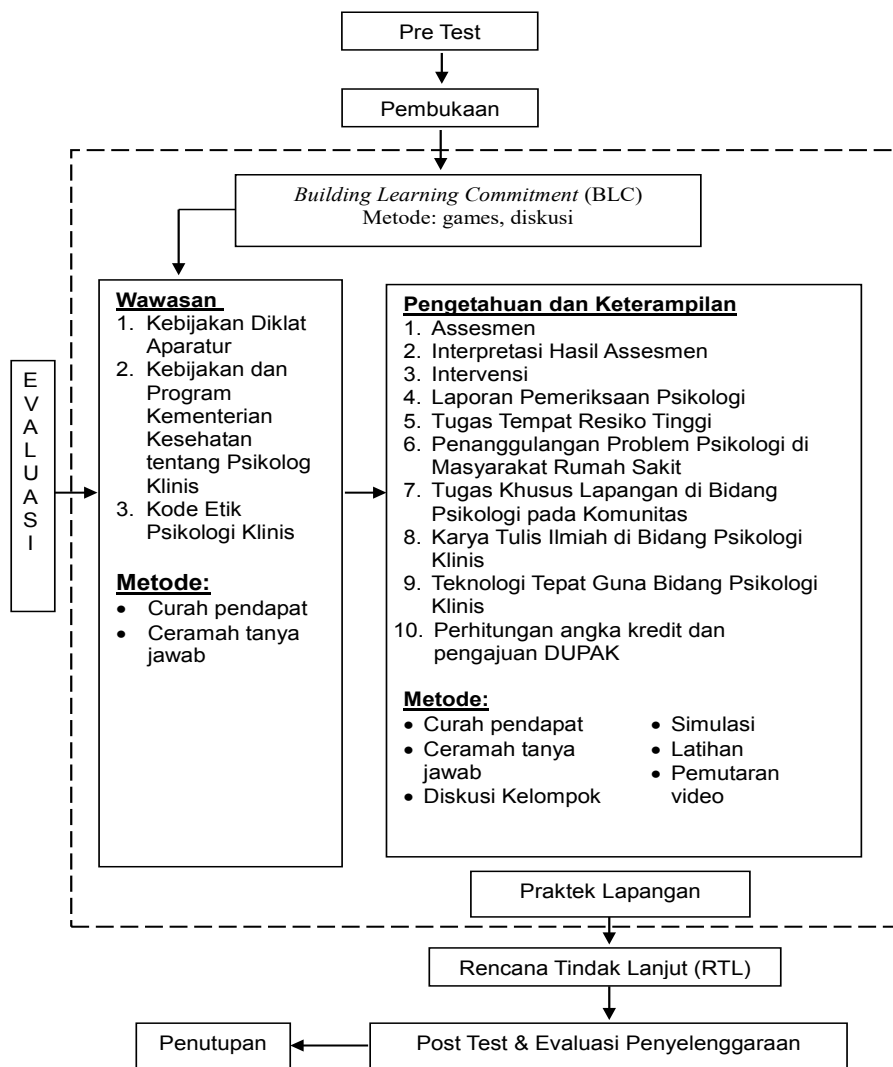 Pre Test
Pembukaan
Building Learning Commitment (BLC)
Metode: games, diskusi
E
V
A
L
U
A
S
I
Wawasan
1. Kebijakan Diklat
Aparatur
2. Kebijakan dan
Program
Kementerian
Kesehatan
tentang Psikolog
Klinis
3. Kode Etik
Psikologi Klinis
Metode:
• Curah pendapat
• Ceramah tanya
jawab
Pengetahuan dan Keterampilan
1. Assesmen
2. Interpretasi Hasil Assesmen
3. Intervensi
4. Laporan Pemeriksaan Psikologi
5. Tugas Tempat Resiko Tinggi
6. Penanggulangan Problem Psikologi di
Masyarakat Rumah Sakit
7. Tugas Khusus Lapangan di Bidang
Psikologi pada Komunitas
8. Karya Tulis Ilmiah di Bidang Psikologi
Klinis
9. Teknologi Tepat Guna Bidang Psikologi
Klinis
10. Perhitungan angka kredit dan
pengajuan DUPAK
Metode:
• Curah pendapat
• Ceramah tanya
jawab
• Diskusi Kelompok
• Simulasi
• Latihan
• Pemutaran
video
Praktek Lapangan
Rencana Tindak Lanjut (RTL)
Post Test & Evaluasi Penyelenggaraan
Penutupan